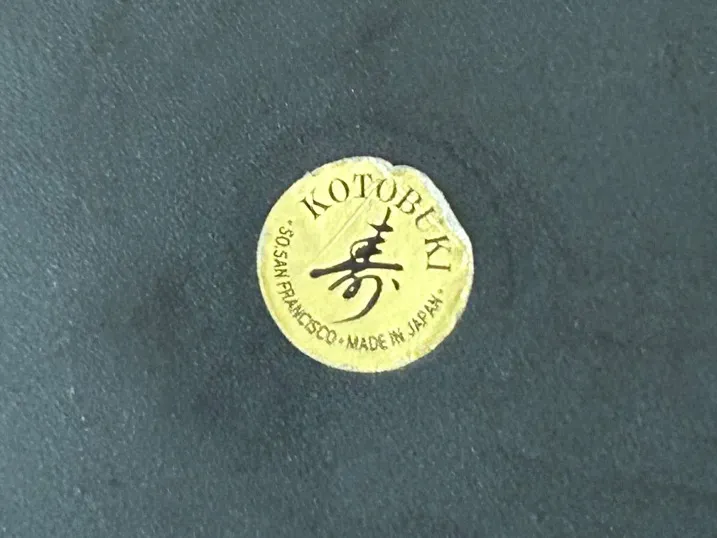 KOTOBUKI
寿
• SO. SAN FRANCISCO • MADE IN JAPAN •